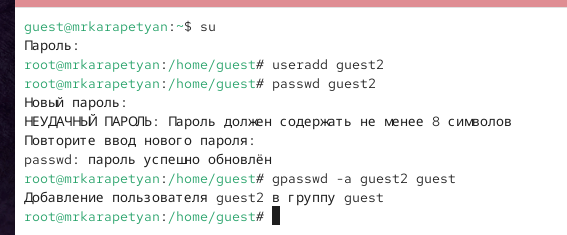 guest@mrkarapetyan:~$ su
Пароль:
root@mrkarapetyan:/home/guest# useradd guest2
root@mrkarapetyan:/home/guest# passwd guest2
Новый пароль:
НЕУДАЧНЫЙ ПАРОЛЬ: Пароль должен содержать не менее 8 символов
Повторите ввод нового пароля:
passwd: пароль успешно обновлён
root@mrkarapetyan:/home/guest# gpasswd -a guest2 guest
Добавление пользователя guest2 в группу guest
root@mrkarapetyan:/home/guest#